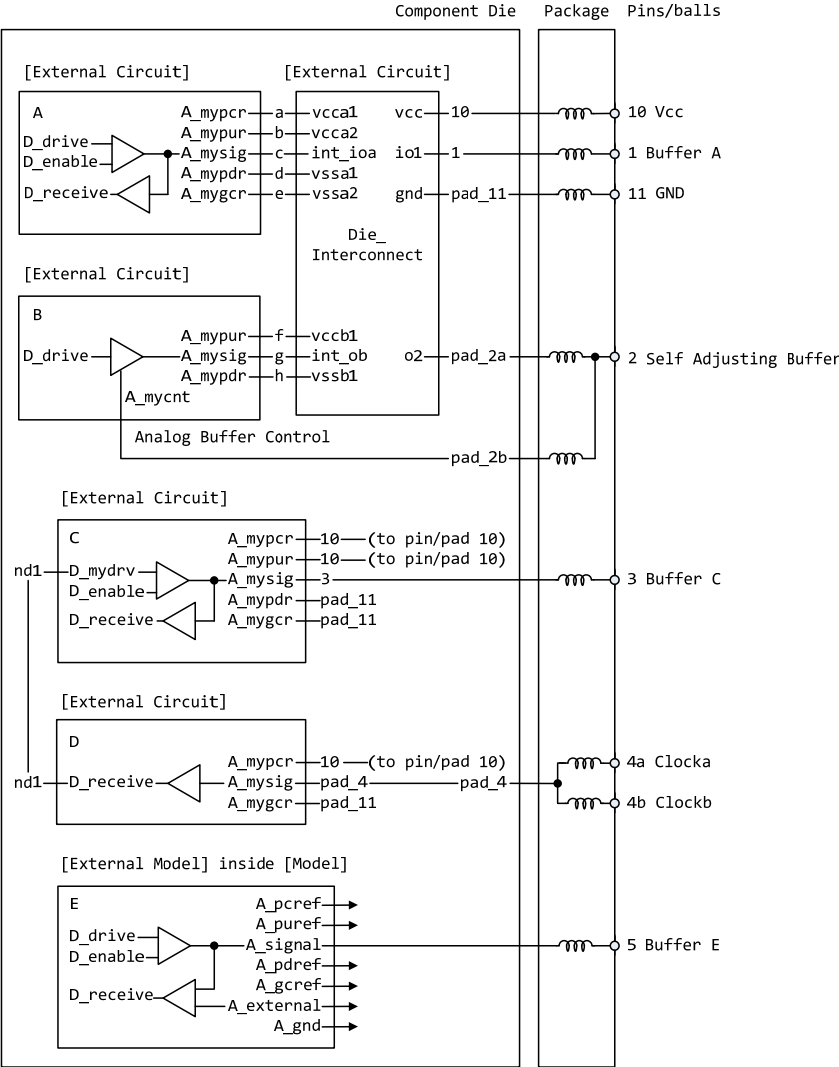 Component Die Package Pins/balls
[External Circuit] [External Circuit]
A A_mypcr a vcca1 vcc 10 10 Vcc
A_mypur b vcca2
D_drive
A_mysig c int_ioa io1 1 1 Buffer A
D_enable
A_mypdr d vssa1
D_receive A_mygcr e vssa2 gnd pad_11 11 GND
Die_
Interconnect
[External Circuit]
B
A_mypur f vccb1
D_drive A_mysig g int_ob o2 pad_2a 2 Self Adjusting Buffer
A_mypdr h vssb1
A_mycnt
Analog Buffer Control
pad_2b
[External Circuit]
C A_mypcr 10 (to pin/pad 10)
A_mypur 10 (to pin/pad 10)
nd1 D_mydrv
A_mysig 3 3 Buffer C
D_enable
A_mypdr pad_11
D_receive A_mygcr pad_11
[External Circuit]
D
A_mypcr 10 (to pin/pad 10) 4a Clocka
nd1 D_receive A_mysig pad_4 pad_4
A_mygcr pad_11 4b Clockb
[External Model] inside [Model]
E A_pcref
A_puref
D_drive
A_signal 5 Buffer E
D_enable
A_pdref
A_gcref
D_receive
A_external
A_gnd